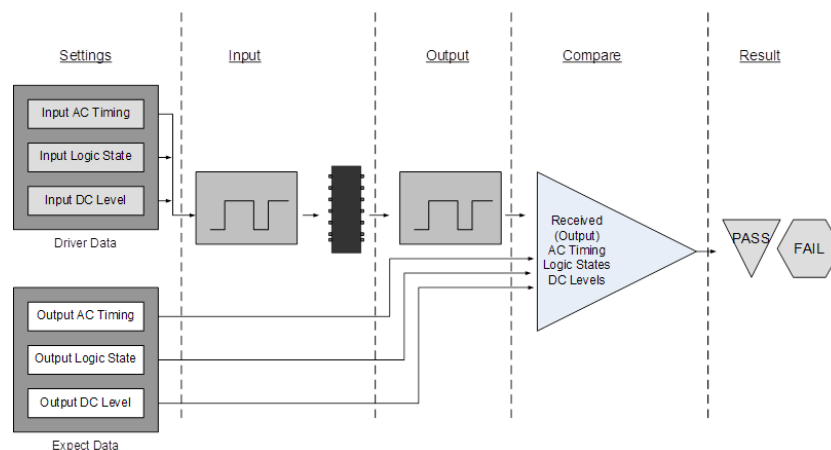 Settings
Input
Output
Compare
Result
Input AC Timing
Input Logic State
Input DC Level
Driver Data
Received
(Output)
AC Timing
Logic States
DC Levels
PASS
FAIL
Output AC Timing
Output Logic State
Output DC Level
Expect Data